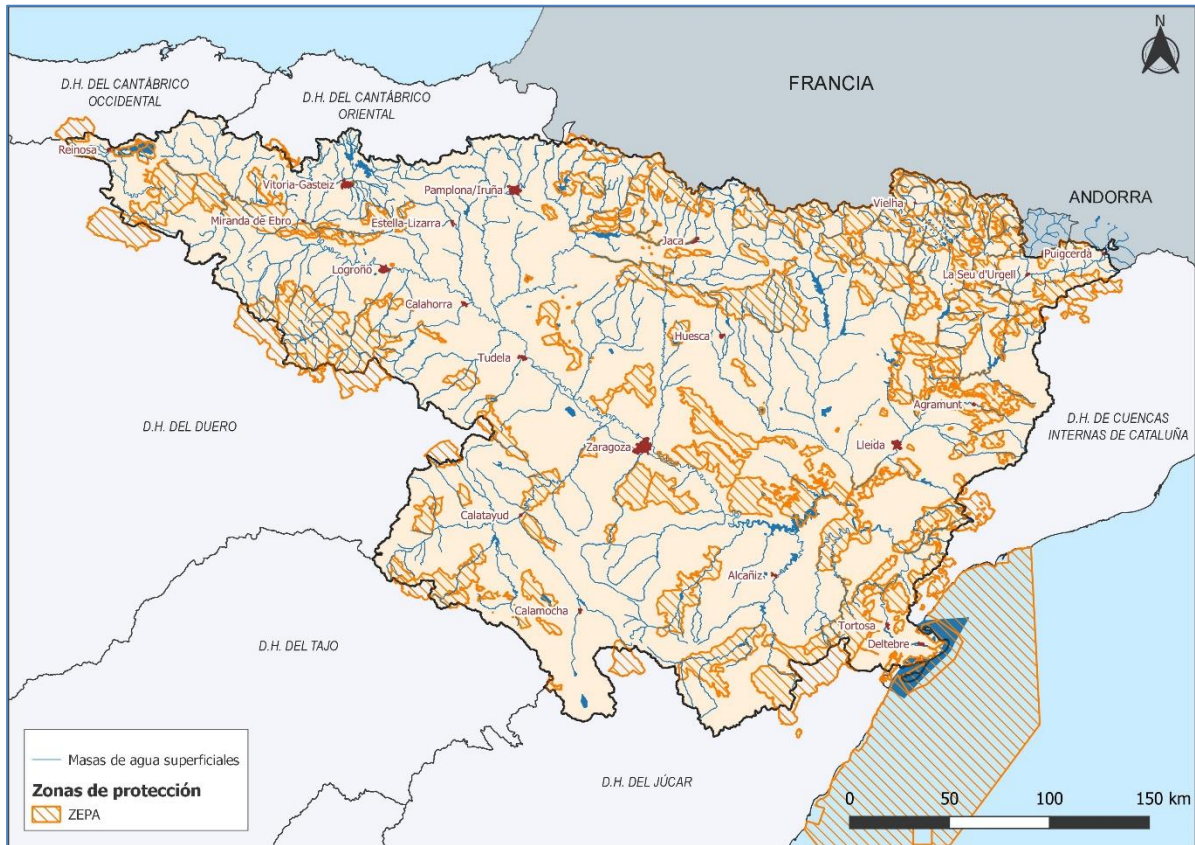 N
FRANCIA
D.H. DEL CANTÁBRICO
OCCIDENTAL
D.H. DEL CANTÁBRICO
ORIENTAL
Reinosa
Vitoria-Gasteiz
Pamplona/Iruña
Vielha
ANDORRA
Miranda de Ebro
Estella-Lizarra
Jaca
Puigcerda
La Seu d'Urgell
Logroño
Calahorra
Huesca
Tudela
Agramunt
D.H. DEL DUERO
D.H. DE CUENCAS
INTERNAS DE CATALUÑA
Zaragoza
Lleida
Calatayud
Alcañiz
Calamocha
Tortosa
Deltebre
D.H. DEL TAJO
D.H. DEL JÚCAR
Masas de agua superficiales
Zonas de protección
ZEPA
0 50 100 150 km